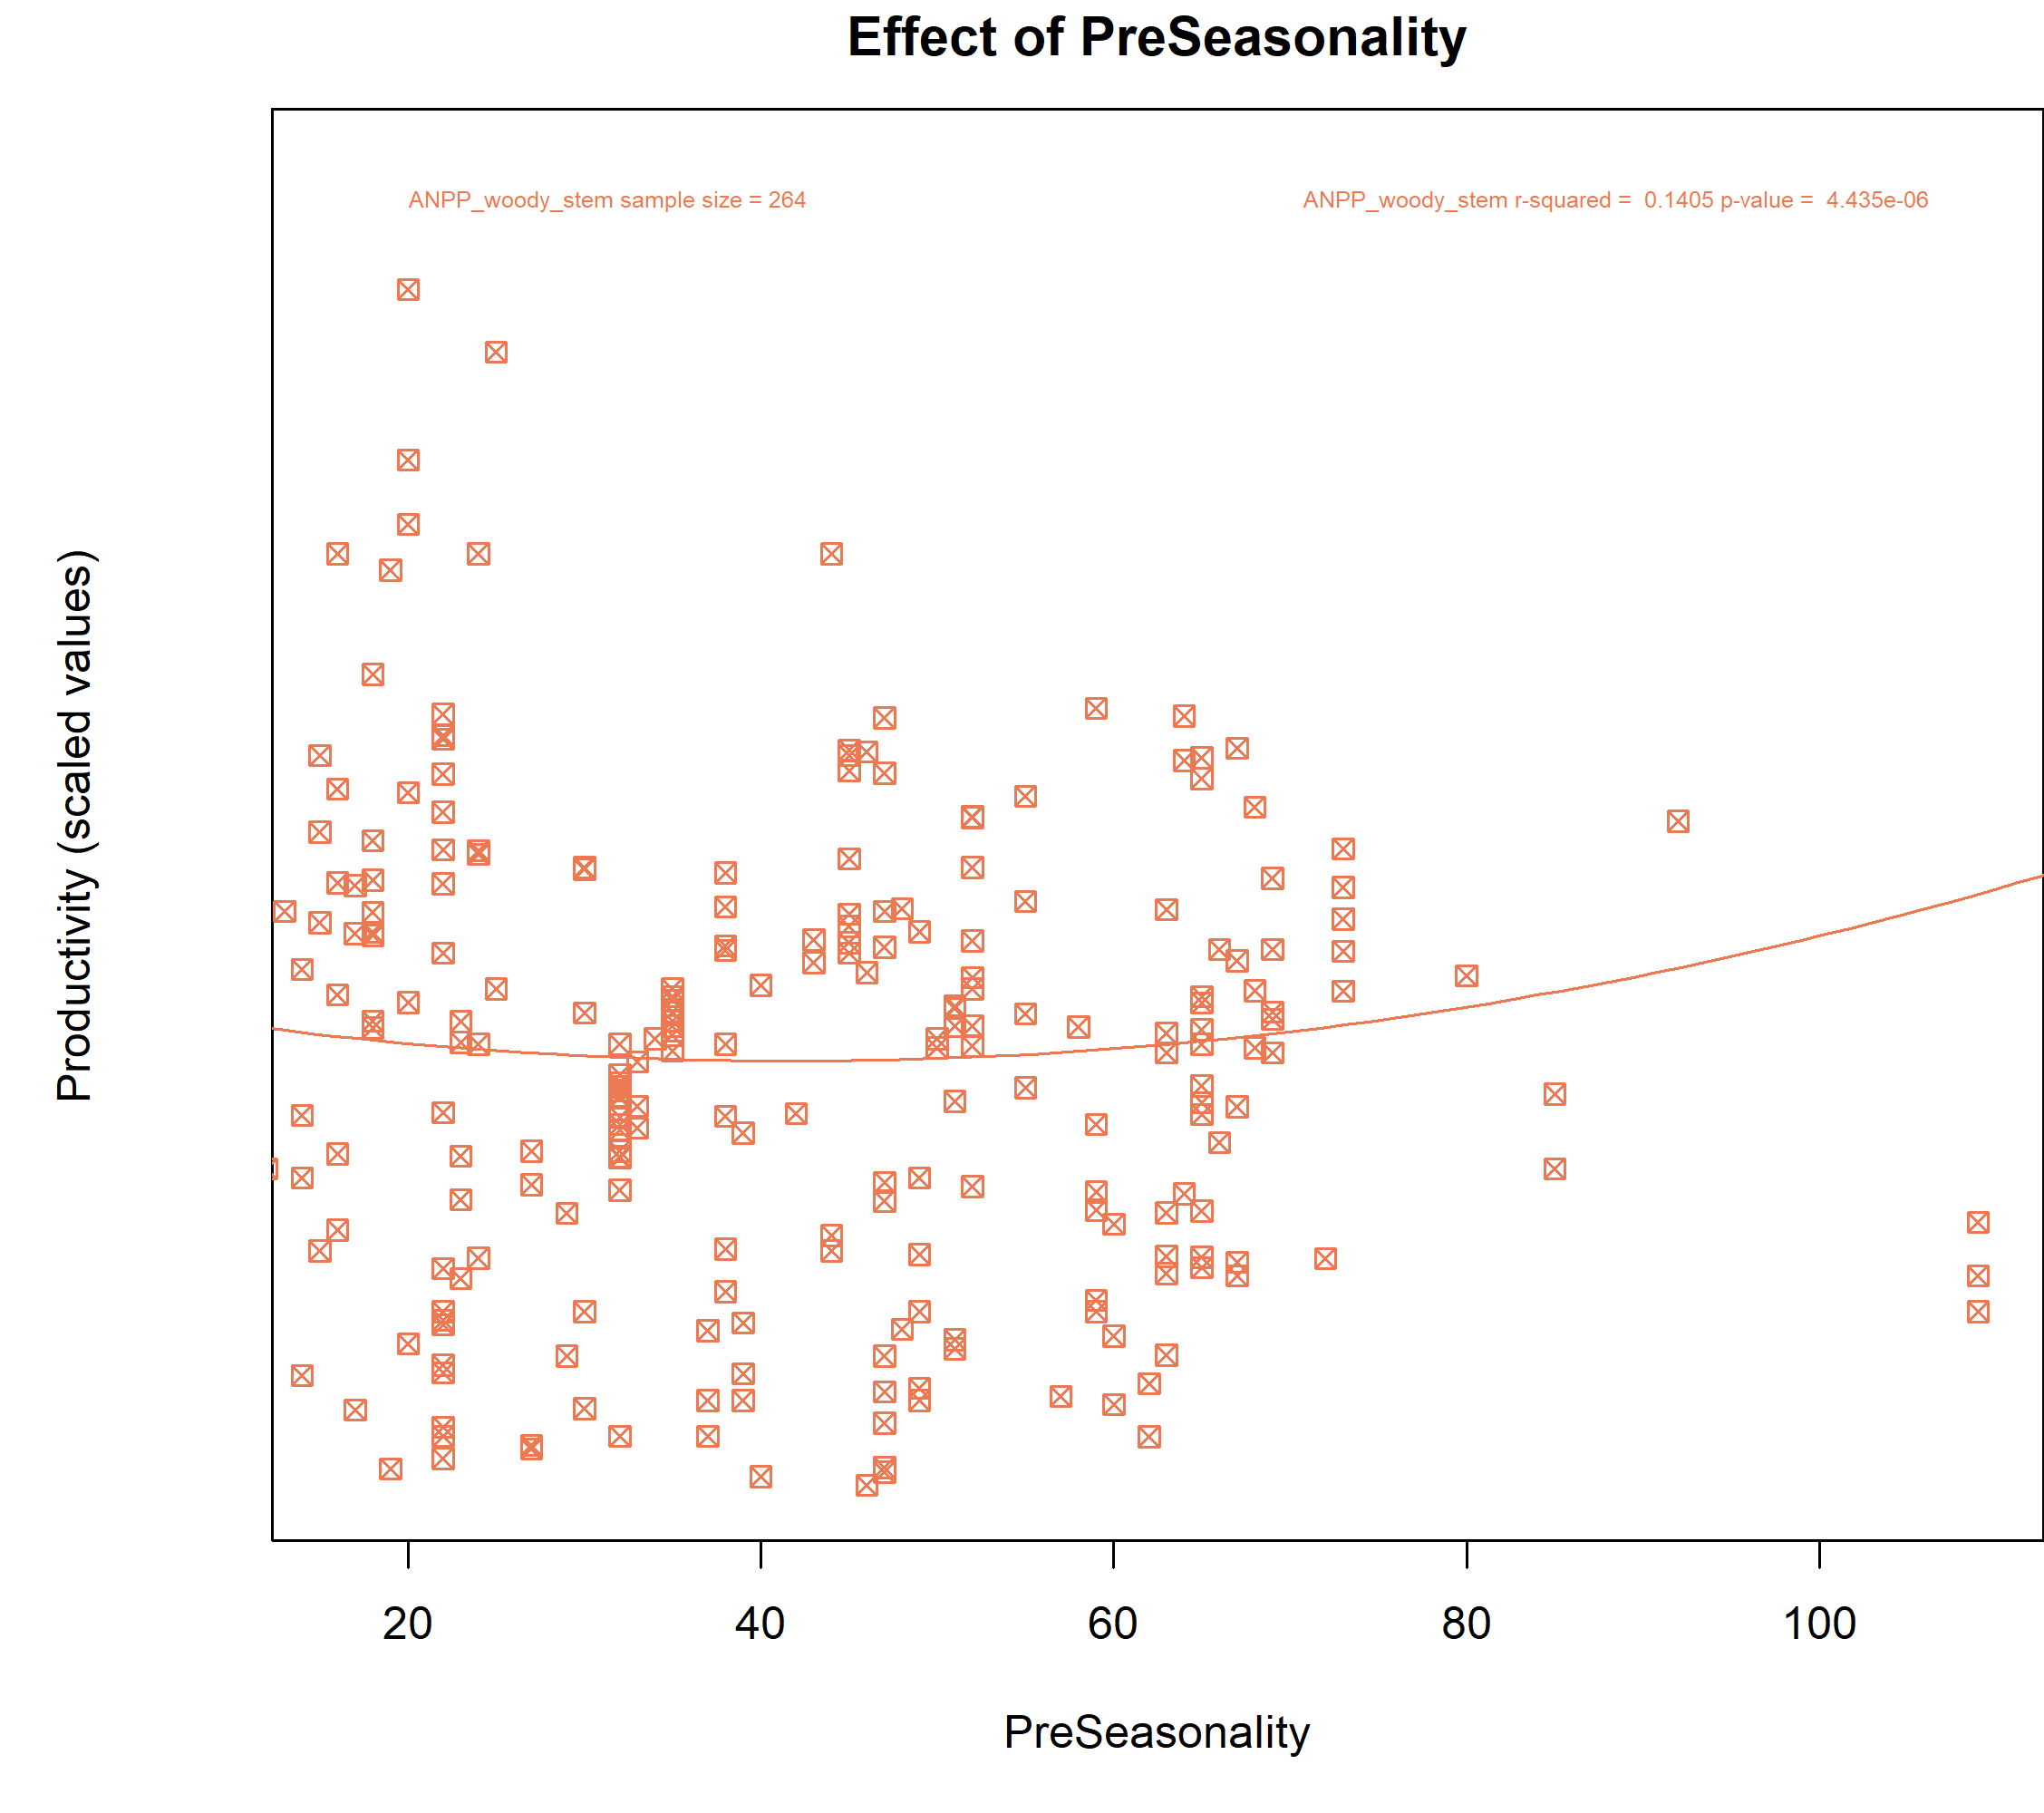 Effect of PreSeasonality
ANPP_woody_stem sample size = 264
ANPP_woody_stem r-squared =  0.1405 p-value =  4.435e-06
Productivity (scaled values)
20 40 60 80 100
PreSeasonality